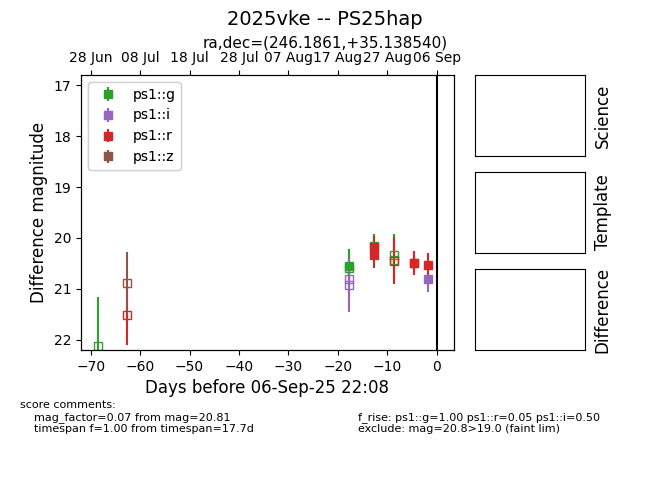 2025vke -- PS25hap
ra,dec=(246.1861,+35.138540)
28 Jun 08 Jul 18 Jul 28 Jul 07 Aug 17 Aug 27 Aug 06 Sep
ps1::g
ps1::i
ps1::r
ps1::z
17
18
19
20
21
22
Difference magnitude
−70 −60 −50 −40 −30 −20 −10 0
Days before 06-Sep-25 22:08
Science
Template
Difference
score comments:
mag_factor=0.07 from mag=20.81
timespan f=1.00 from timespan=17.7d
f_rise: ps1::g=1.00 ps1::r=0.05 ps1::i=0.50
exclude: mag=20.8>19.0 (faint lim)